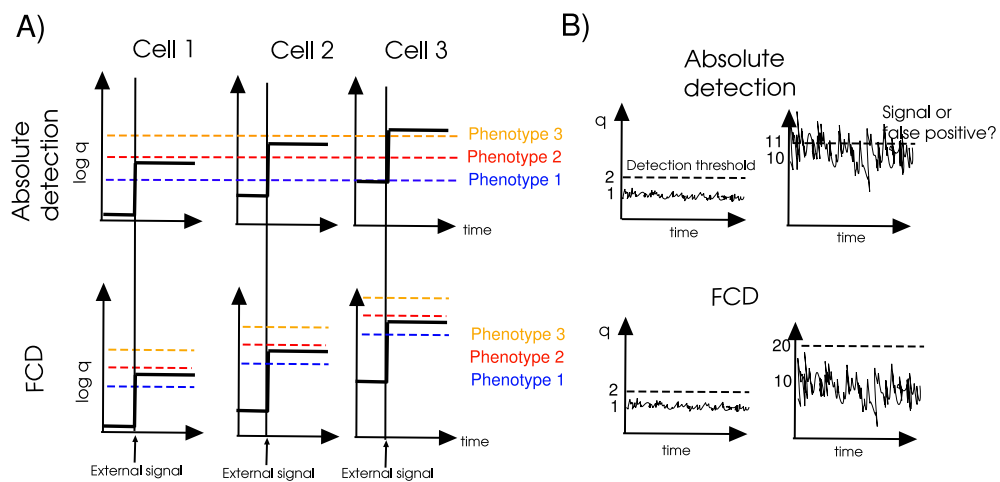 A)
Cell 1
Cell 2
Cell 3
Absolute
detection
log q
Phenotype 3
Phenotype 2
Phenotype 1
time
FCD
log q
Phenotype 3
Phenotype 2
Phenotype 1
time
External signal
External signal
External signal
B)
Absolute
detection
q
Detection threshold
2
1
time
Signal or
false positive?
11
10
time
FCD
q
2
1
time
20
10
time